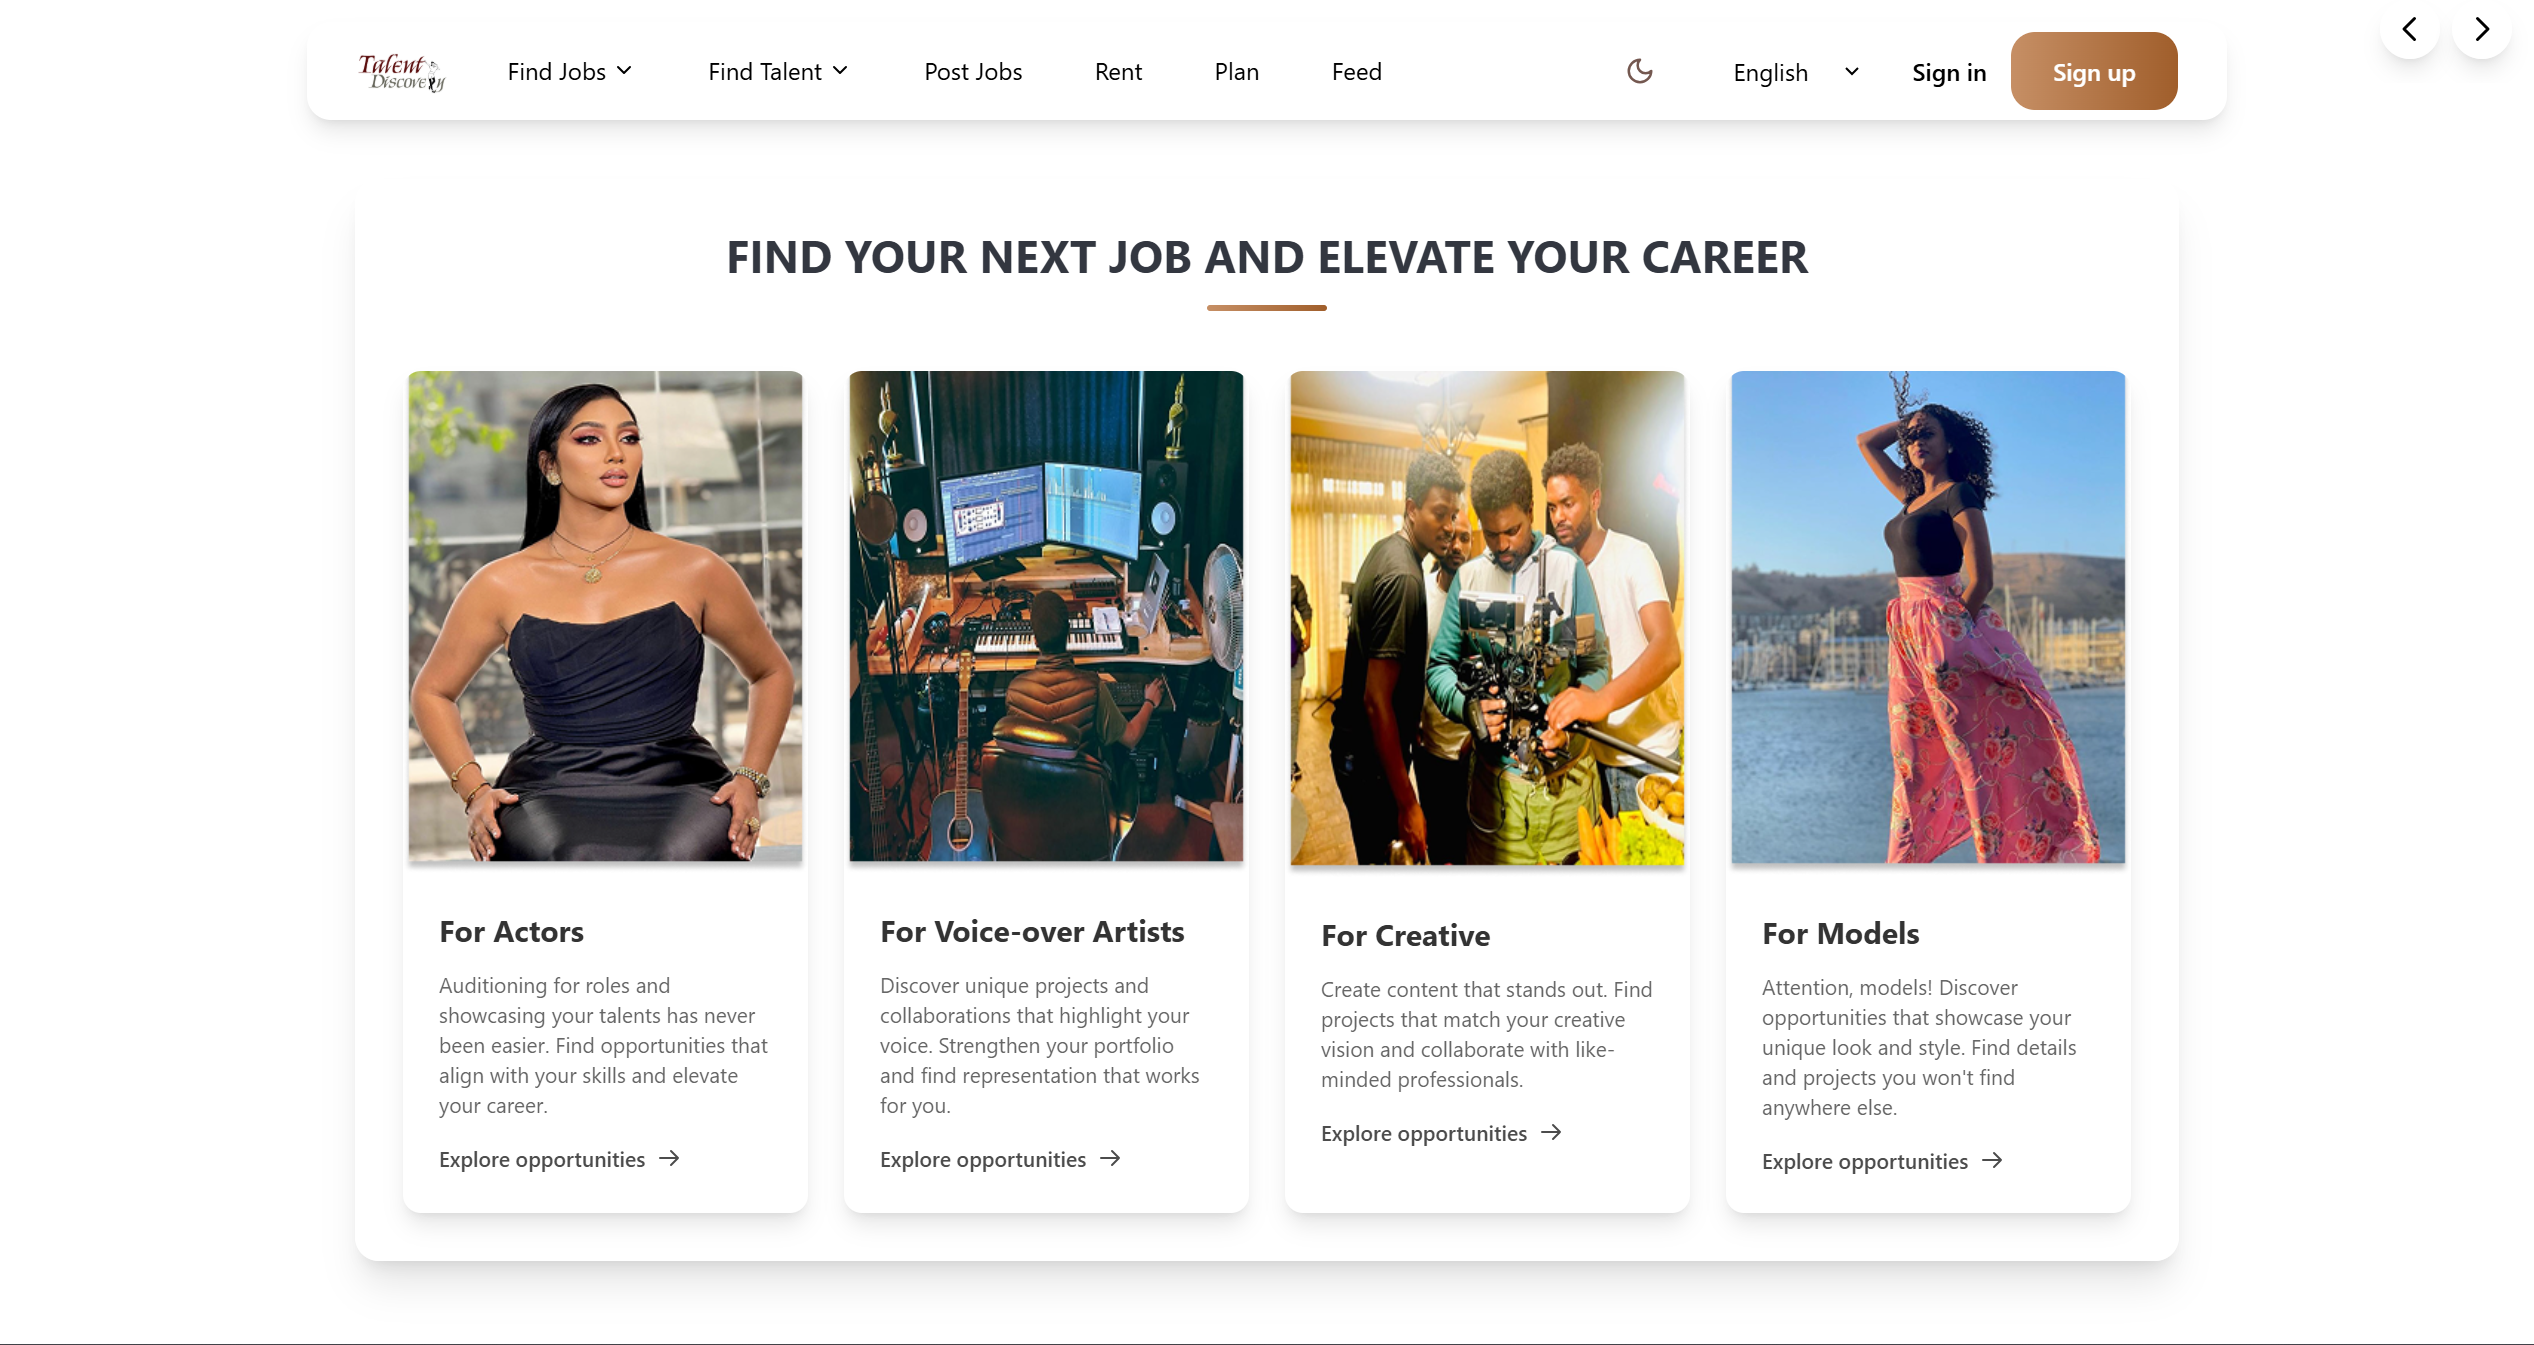 Talent Discovery
Find Jobs
Find Talent
Post Jobs
Rent
Plan
Feed
English
Sign in
Sign up
FIND YOUR NEXT JOB AND ELEVATE YOUR CAREER
For Actors
Auditioning for roles and
showcasing your talents has never
been easier. Find opportunities that
align with your skills and elevate
your career.
Explore opportunities
For Voice-over Artists
Discover unique projects and
collaborations that highlight your
voice. Strengthen your portfolio
and find representation that works
for you.
Explore opportunities
For Creative
Create content that stands out. Find
projects that match your creative
vision and collaborate with like-
minded professionals.
Explore opportunities
For Models
Attention, models! Discover
opportunities that showcase your
unique look and style. Find details
and projects you won't find
anywhere else.
Explore opportunities